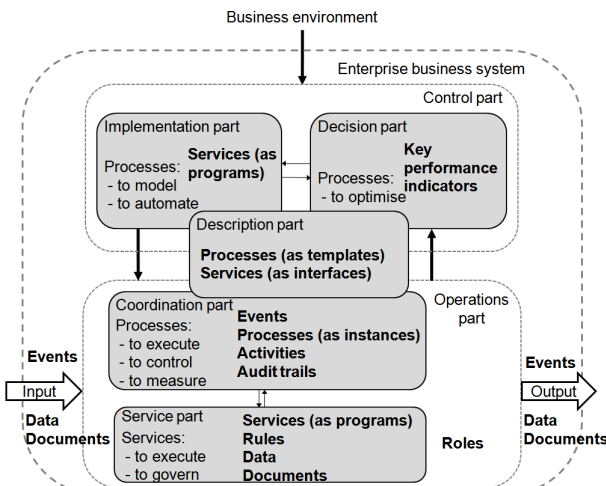 Business environment
Enterprise business system
Control part
Implementation part
Services (as
programs)
Processes:
- to model
- to automate
Decision part
Key
performance
indicators
Processes:
- to optimise
Description part
Processes (as templates)
Services (as interfaces)
Operations
part
Coordination part
Processes:
- to execute
- to control
- to measure
Events
Processes (as instances)
Activities
Audit trails
Events
Input
Data
Documents
Events
Output
Data
Documents
Service part
Services:
- to execute
- to govern
Services (as programs)
Rules
Data
Documents
Roles